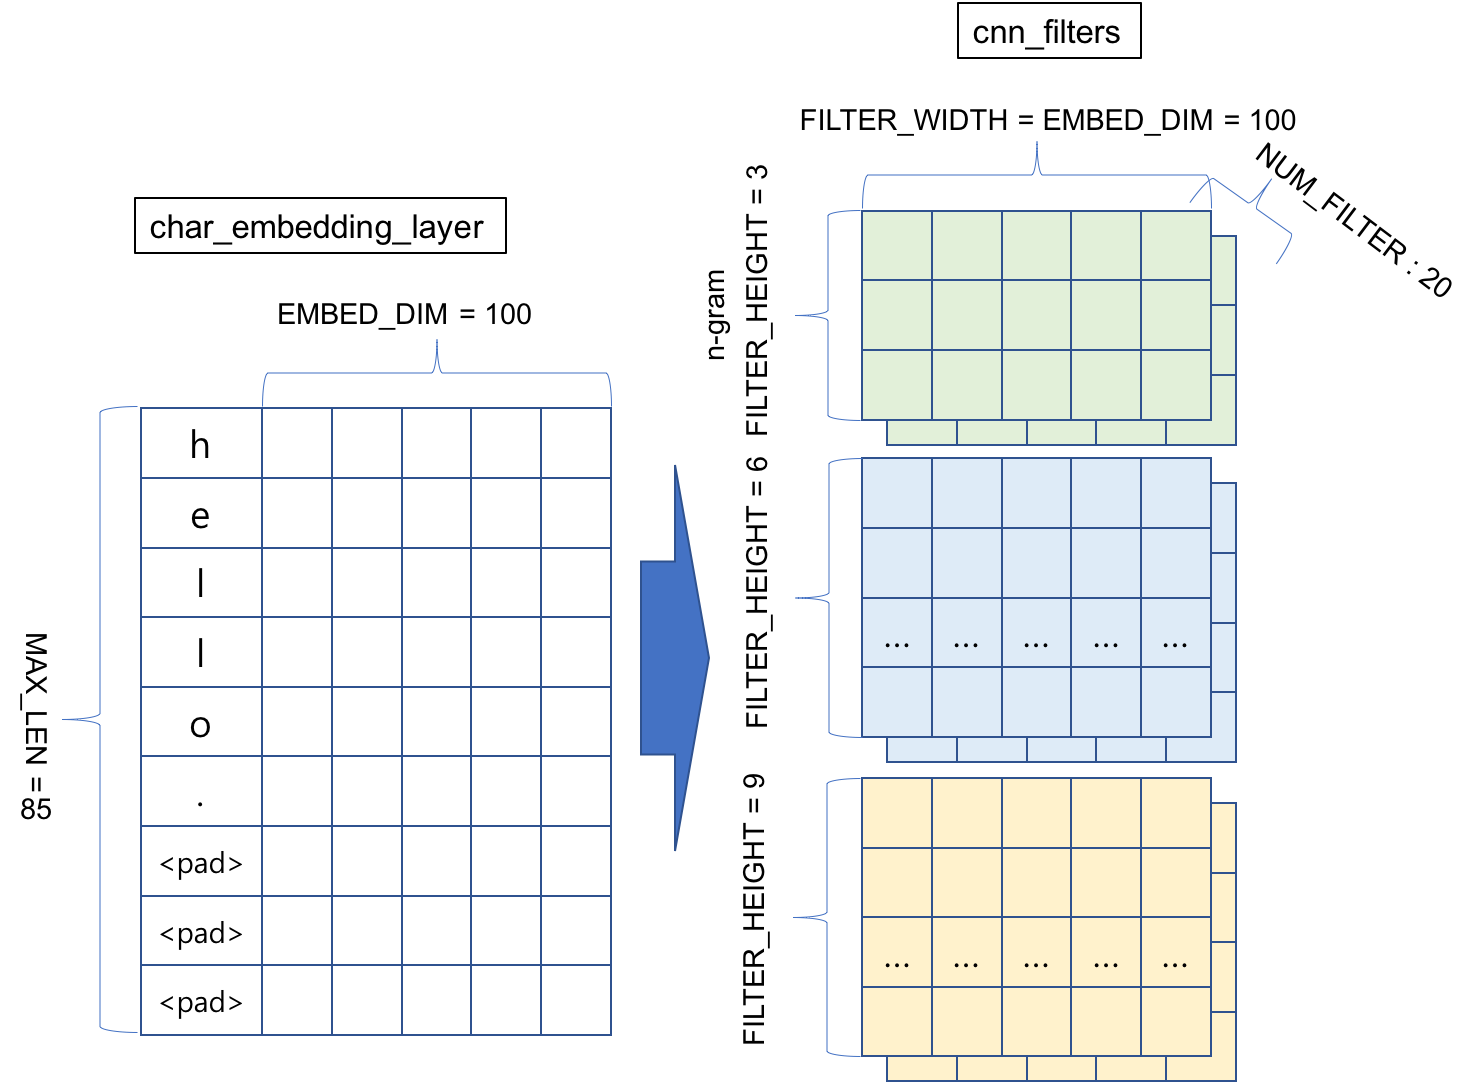 cnn_filters
FILTER_WIDTH = EMBED_DIM = 100
NUM_FILTER : 20
char_embedding_layer
EMBED_DIM = 100
MAX_LEN =
85
h
e
l
l
o
.
<pad>
<pad>
<pad>
n-gram
FILTER_HEIGHT = 3
FILTER_HEIGHT = 6
... ... ... ... ...
FILTER_HEIGHT = 9
... ... ... ... ...